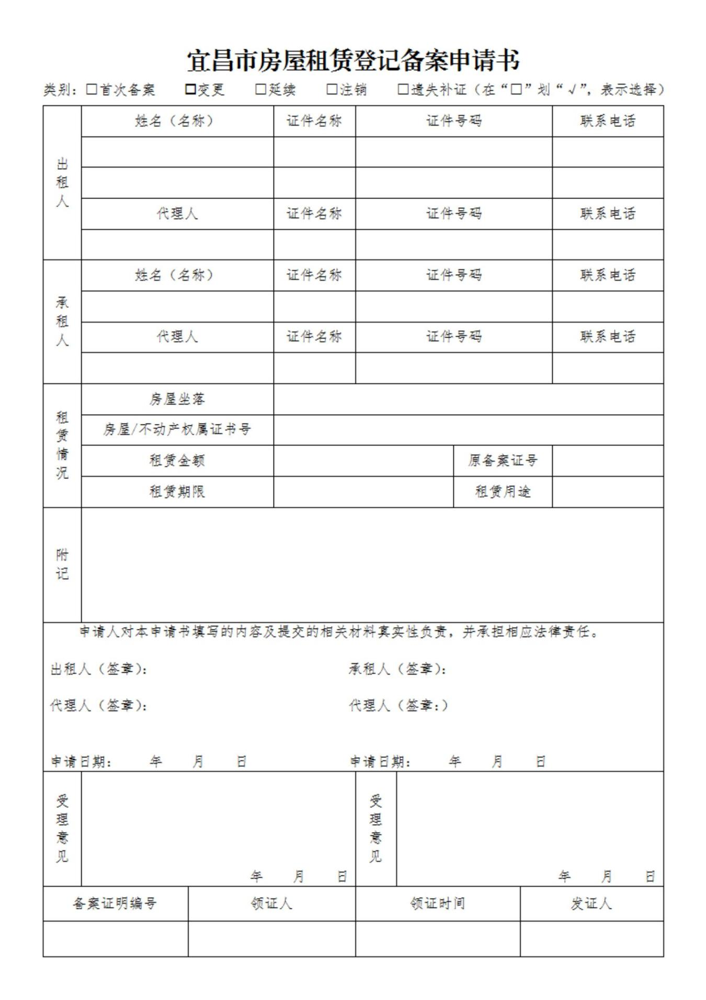 宜昌市房屋租赁登记备案申请书
类别：□首次备案 □变更 □延续 □注销 □遗失补证（在“□”划“√”，表示选择）
出租人
姓名（名称） 证件名称 证件号码 联系电话
代理人 证件名称 证件号码 联系电话
承租人
姓名（名称） 证件名称 证件号码 联系电话
代理人 证件名称 证件号码 联系电话
租赁情况
房屋坐落
房屋/不动产权属证书号
租赁金额 原备案证号
租赁期限 租赁用途
附记
申请人对本申请书填写的内容及提交的相关材料真实性负责，并承担相应法律责任。
出租人（签章）： 承租人（签章）：
代理人（签章）： 代理人（签章：）
申请日期： 年 月 日 申请日期： 年 月 日
受理意见
年 月 日
受理意见
年 月 日
备案证明编号 领证人 领证时间 发证人